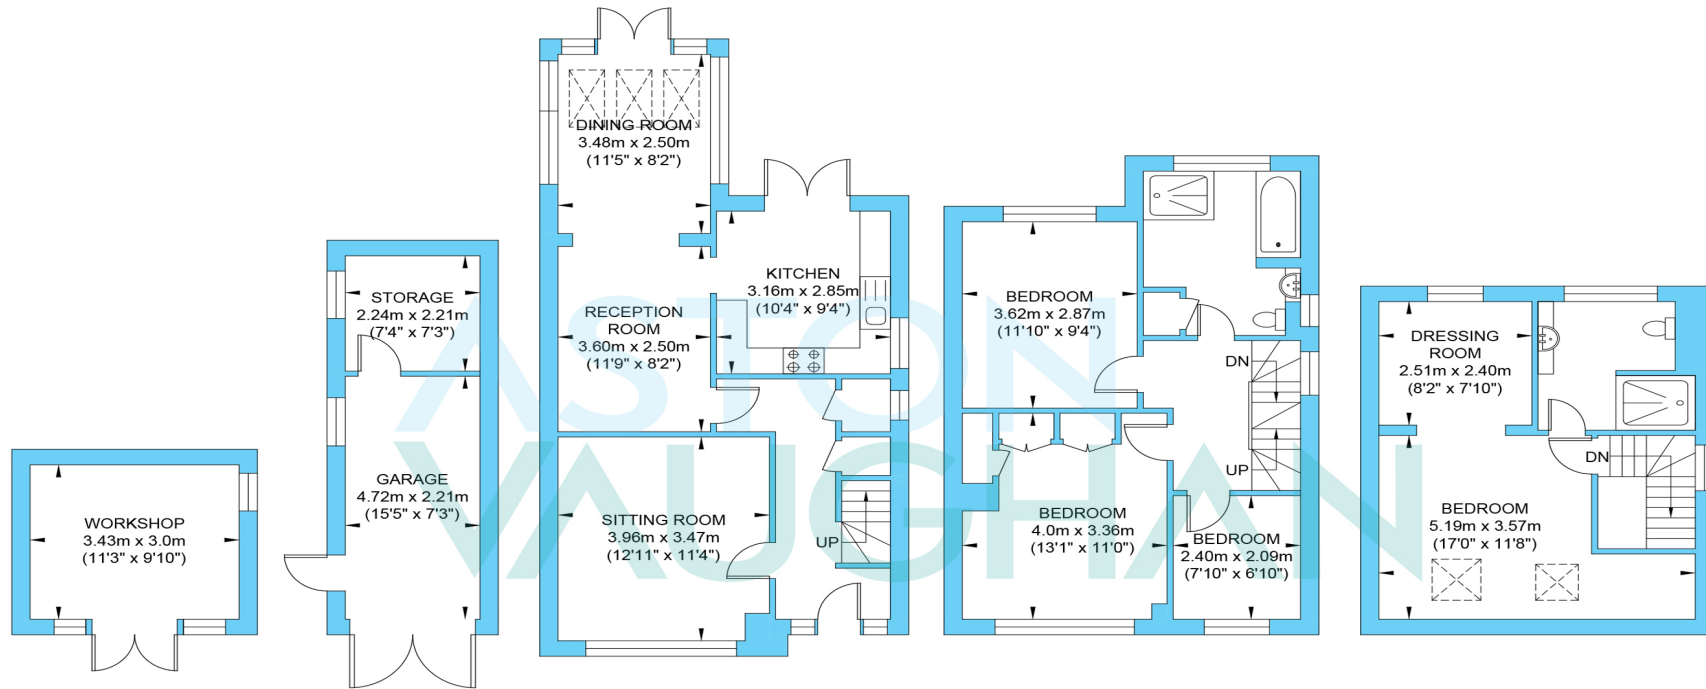 WORKSHOP
3.43m x 3.0m
(11'3" x 9'10")
STORAGE
2.24m x 2.21m
(7'4" x 7'3")
GARAGE
4.72m x 2.21m
(15'5" x 7'3")
DINING ROOM
3.48m x 2.50m
(11'5" x 8'2")
KITCHEN
3.16m x 2.85m
(10'4" x 9'4")
RECEPTION
ROOM
3.60m x 2.50m
(11'9" x 8'2")
SITTING ROOM
3.96m x 3.47m
(12'11" x 11'4")
UP
BEDROOM
3.62m x 2.87m
(11'10" x 9'4")
DN
UP
BEDROOM
4.0m x 3.36m
(13'1" x 11'0")
BEDROOM
2.40m x 2.09m
(7'10" x 6'10")
DRESSING
ROOM
2.51m x 2.40m
(8'2" x 7'10")
DN
BEDROOM
5.19m x 3.57m
(17'0" x 11'8")
ASTON
VAUGHAN